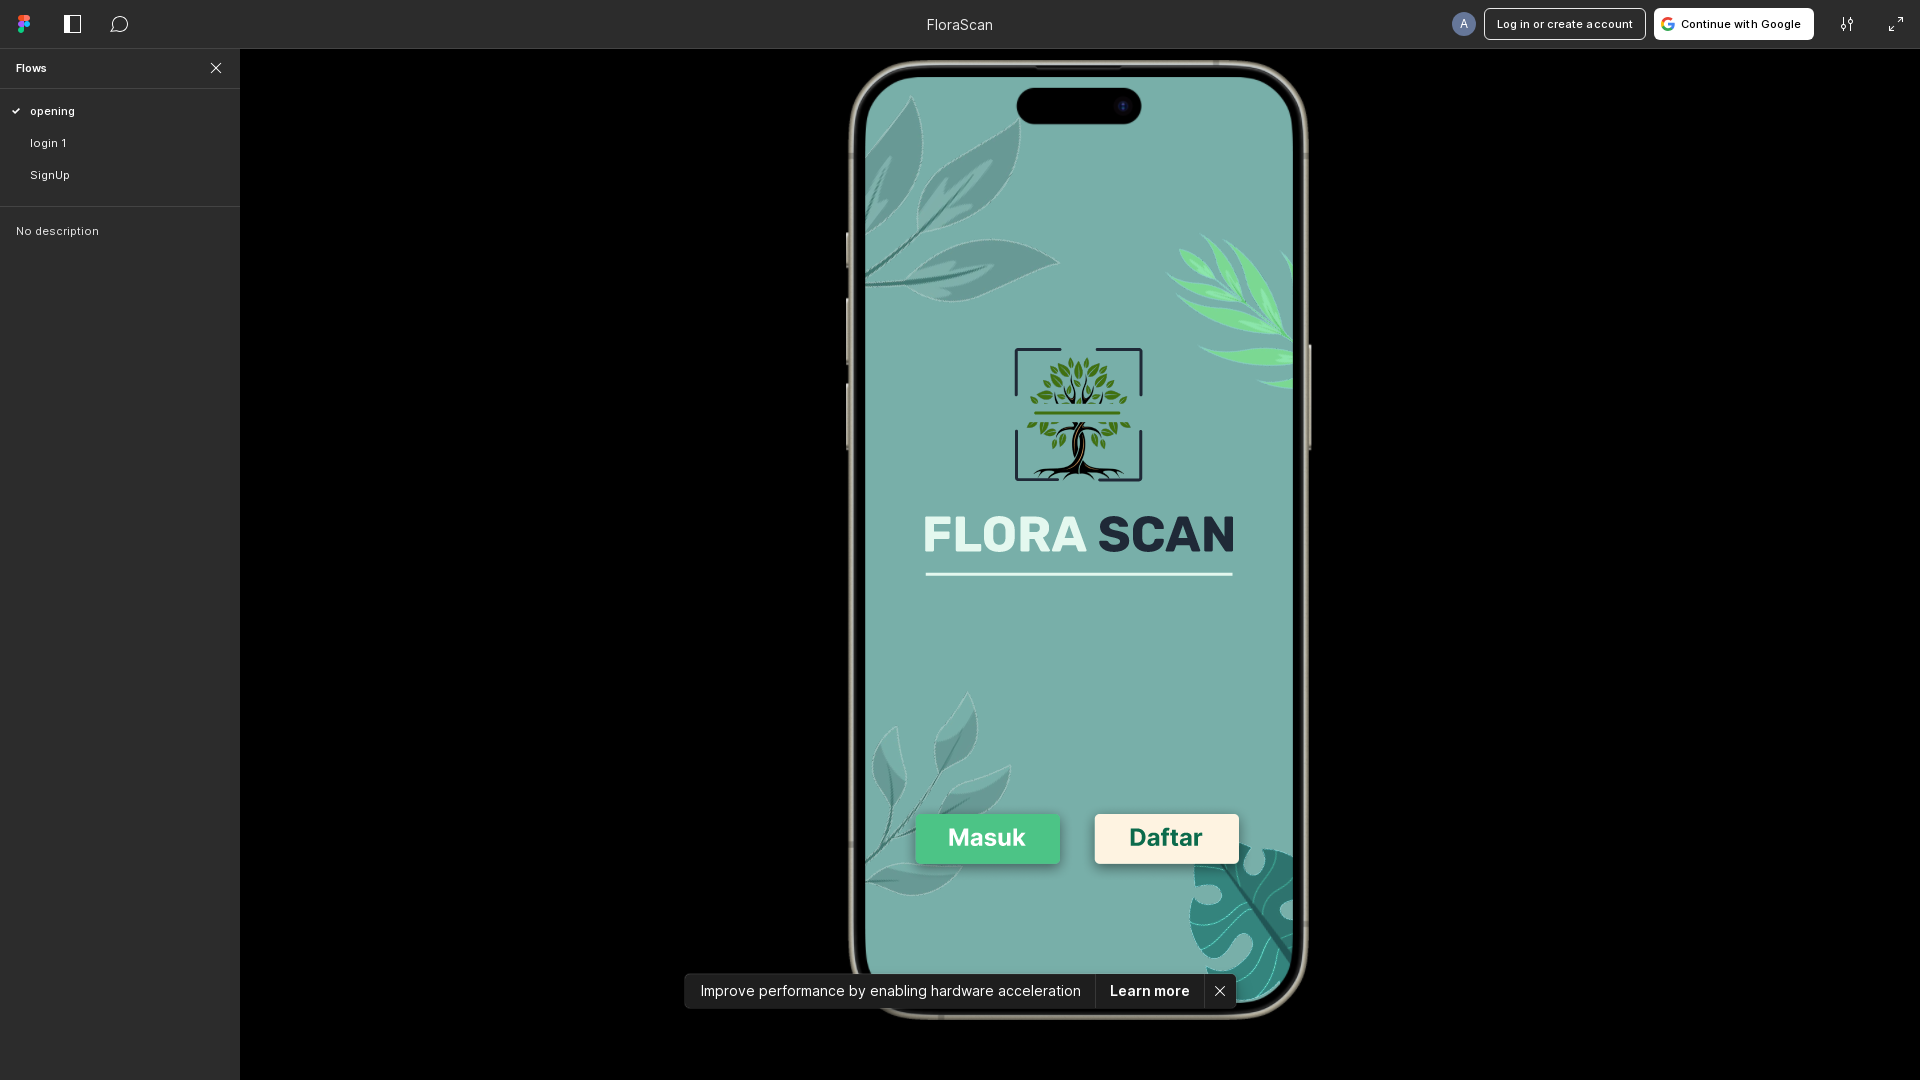 FloraScan
A
Log in or create account
Continue with Google
Flows
opening
login 1
SignUp
No description
FLORA SCAN
Masuk
Daftar
Improve performance by enabling hardware acceleration
Learn more